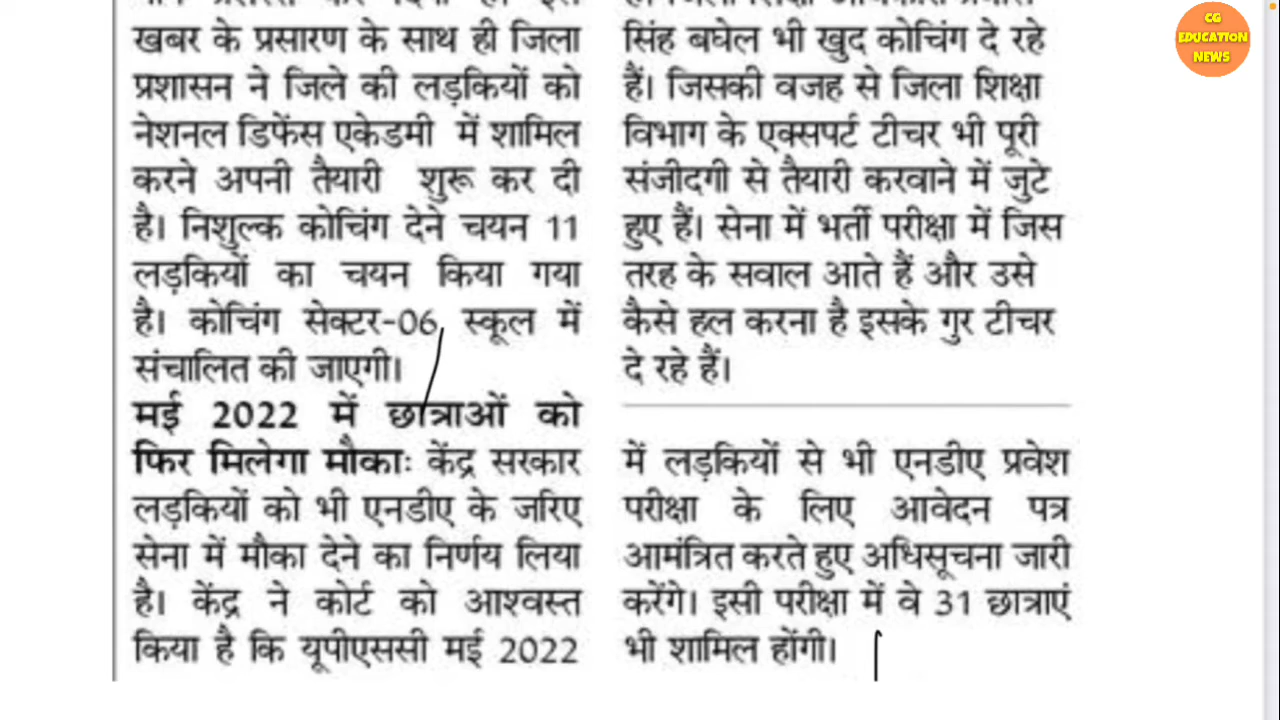 खबर के प्रसारण के साथ ही जिला
प्रशासन ने जिले की लड़कियों को
नेशनल डिफेंस एकेडमी में शामिल
करने अपनी तैयारी शुरू कर दी
है। निशुल्क कोचिंग देने चयन 11
लड़कियों का चयन किया गया
है। कोचिंग सेक्टर-06 स्कूल में
संचालित की जाएगी।
मई 2022 में छात्राओं को
फिर मिलेगा मौकाः केंद्र सरकार
लड़कियों को भी एनडीए के जरिए
सेना में मौका देने का निर्णय लिया
है। केंद्र ने कोर्ट को आश्वस्त
किया है कि यूपीएससी मई 2022
सिंह बघेल भी खुद कोचिंग दे रहे
हैं। जिसकी वजह से जिला शिक्षा
विभाग के एक्सपर्ट टीचर भी पूरी
संजीदगी से तैयारी करवाने में जुटे
हुए हैं। सेना में भर्ती परीक्षा में जिस
तरह के सवाल आते हैं और उसे
कैसे हल करना है इसके गुर टीचर
दे रहे हैं।
में लड़कियों से भी एनडीए प्रवेश
परीक्षा के लिए आवेदन पत्र
आमंत्रित करते हुए अधिसूचना जारी
करेंगे। इसी परीक्षा में वे 31 छात्राएं
भी शामिल होंगी।
CG
EDUCATION
NEWS